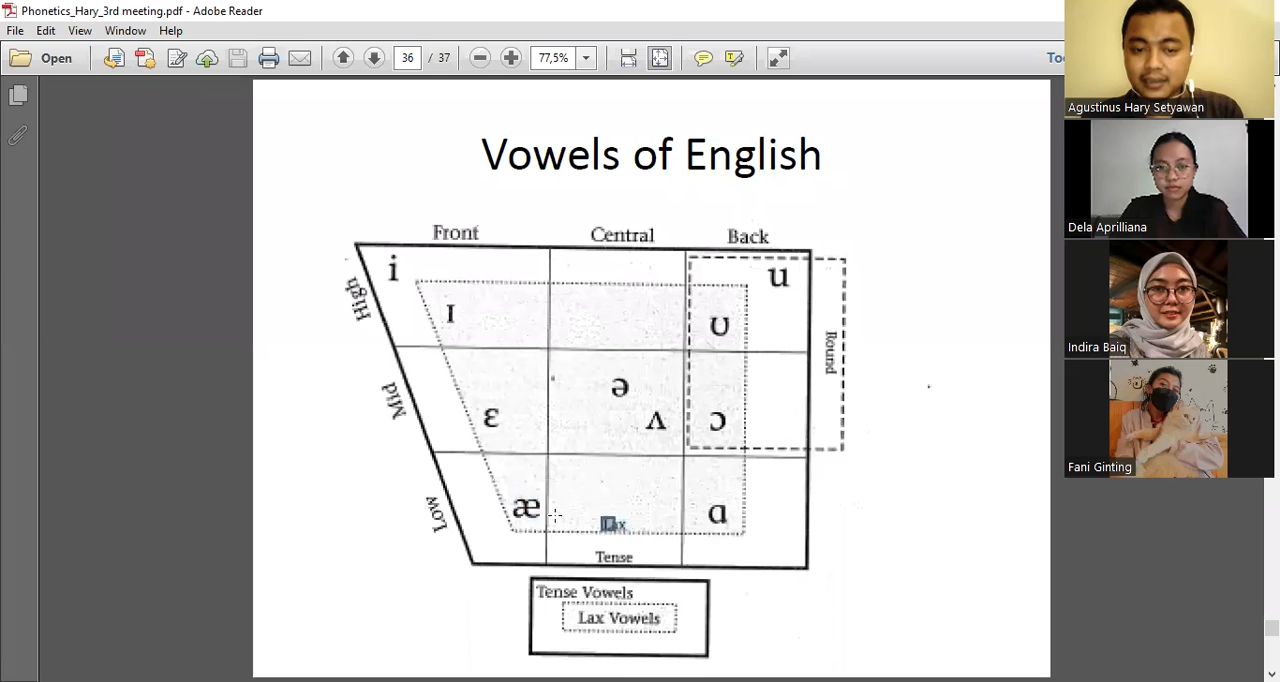 Phonetics_Hary_3rd meeting.pdf - Adobe Reader
File Edit View Window Help
Open
36 / 37
77,5%
Agustinus Hary Setyawan
Dela Aprilliana
Indira Baiq
Fani Ginting
Vowels of English
Front Central Back
High
i u
ɪ ʊ
Round
Mid
ə
ɛ ʌ ɔ
Low
æ ɑ
Lax
Tense
Tense Vowels
Lax Vowels